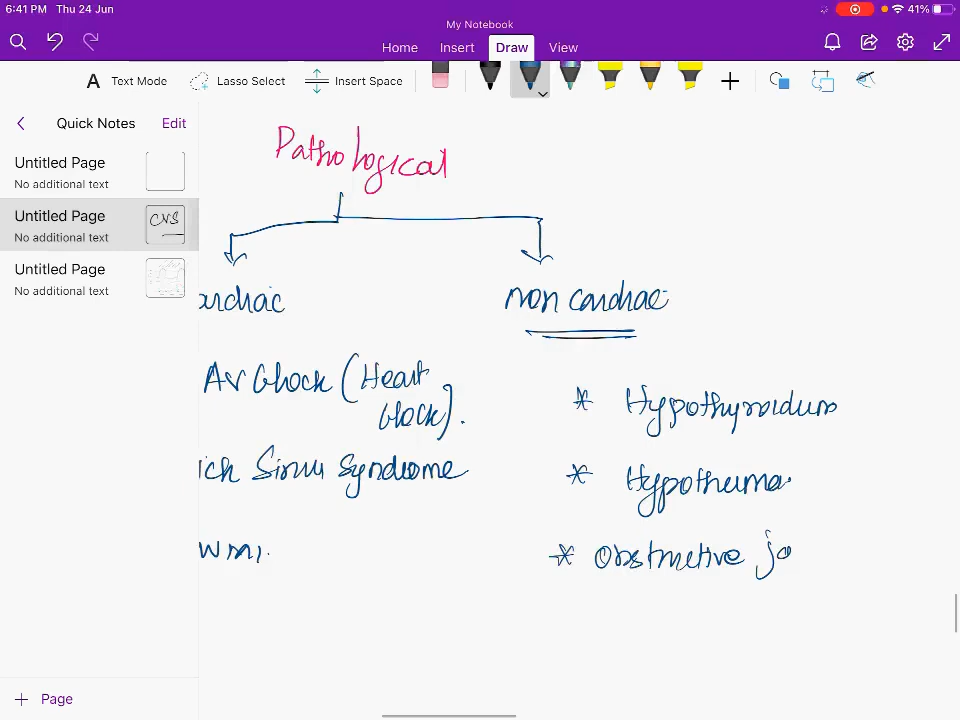 6:41 PM Thu 24 Jun
41%
My Notebook
Home Insert Draw View
Text Mode Lasso Select Insert Space
Quick Notes Edit
Untitled Page
No additional text
Untitled Page
No additional text
CNS
Untitled Page
No additional text
Page
Pathological
ardiac
non cardiac
AV block (Heart
block).
ick Sinus Syndrome
WMI
* Hypothyroidism
* Hypothermia
* Obstructive ja